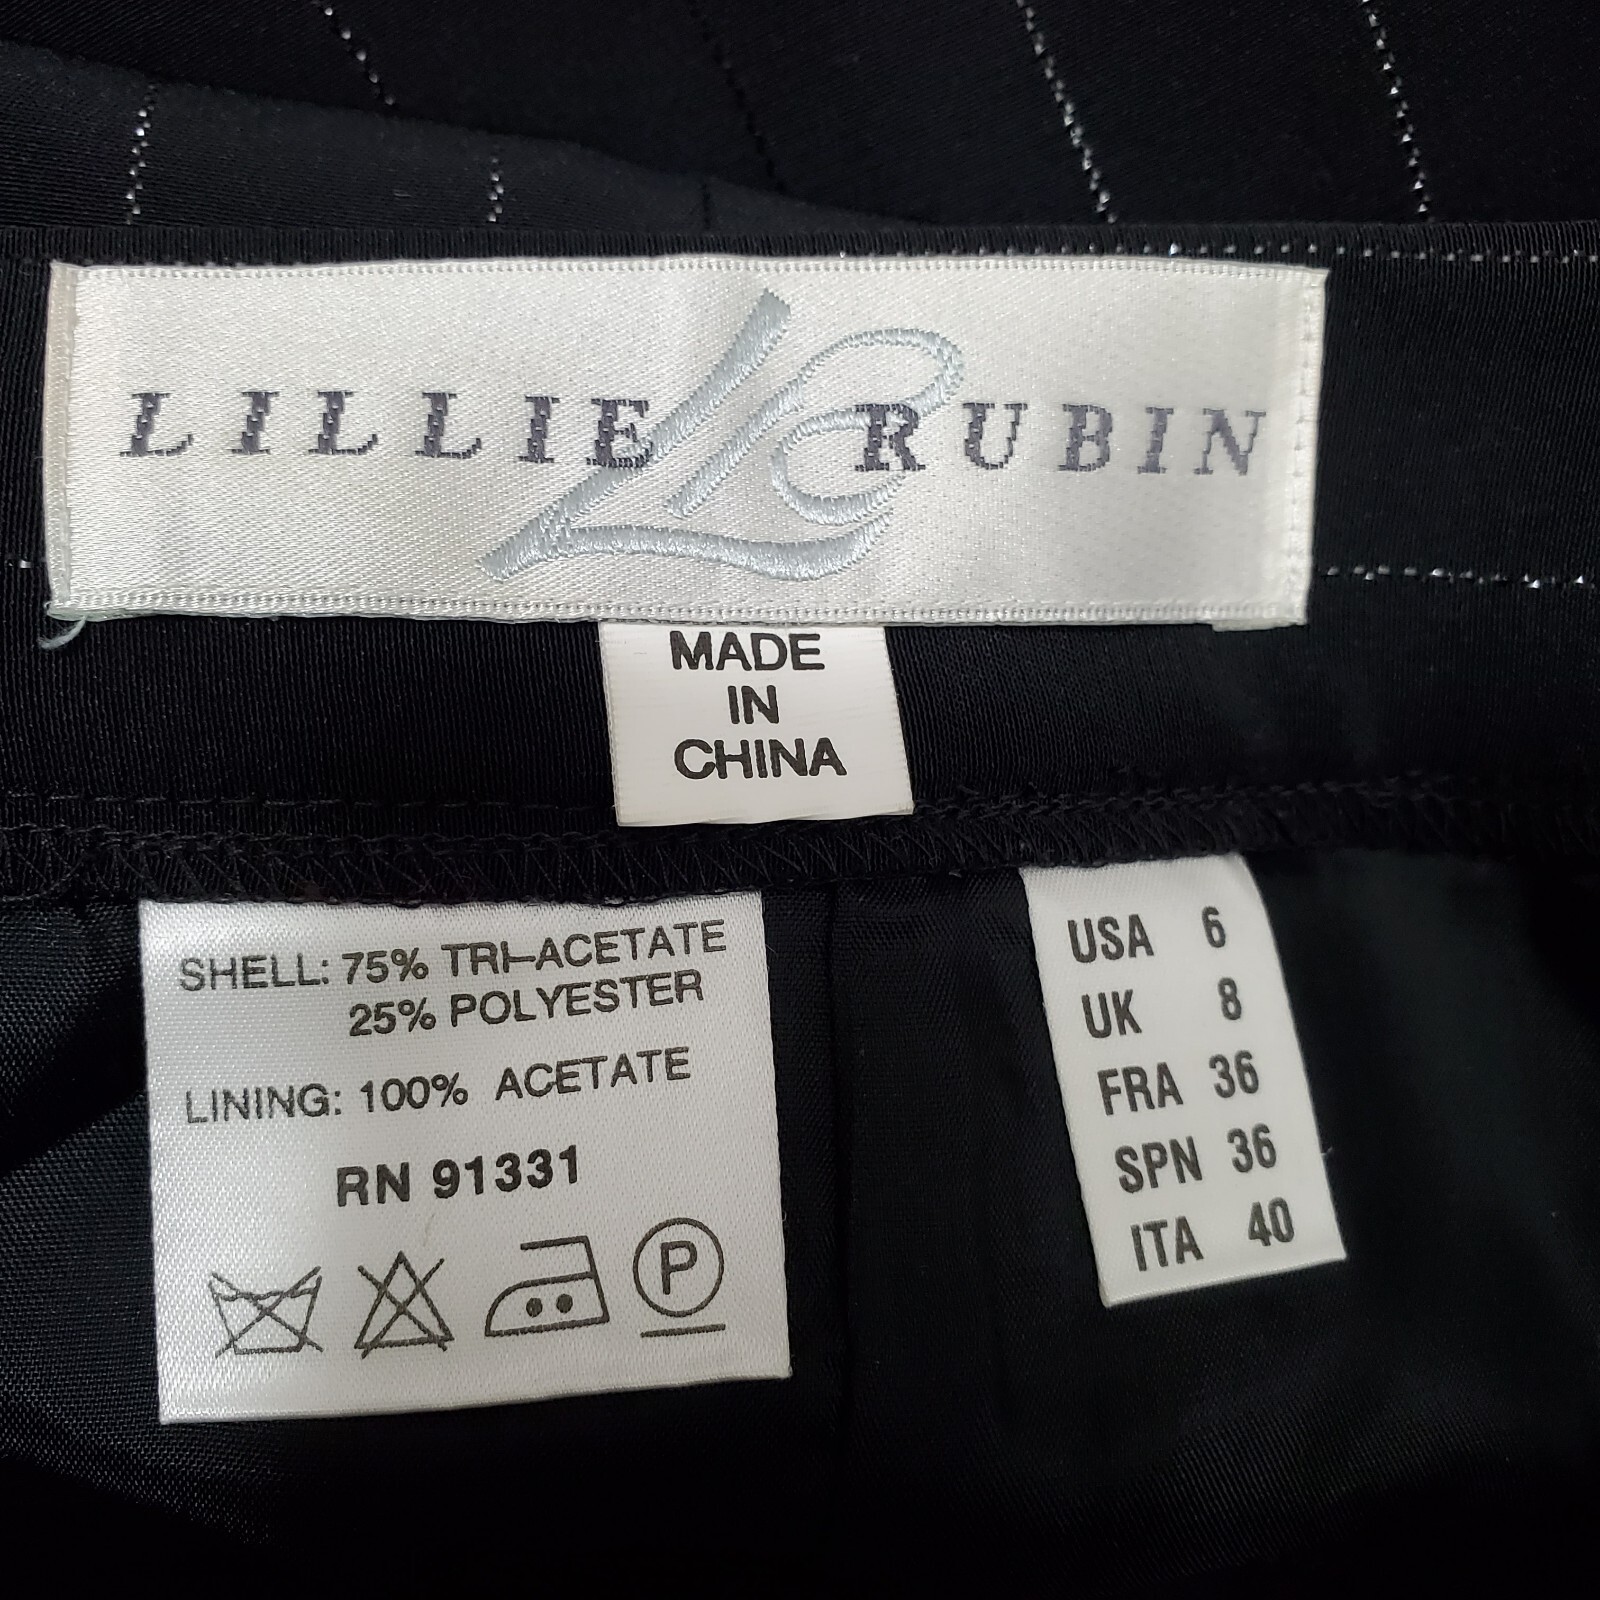 LILLIE RUBIN
MADE
IN
CHINA
SHELL: 75% TRI-ACETATE
25% POLYESTER
LINING: 100% ACETATE
RN 91331
P
USA 6
UK 8
FRA 36
SPN 36
ITA 40